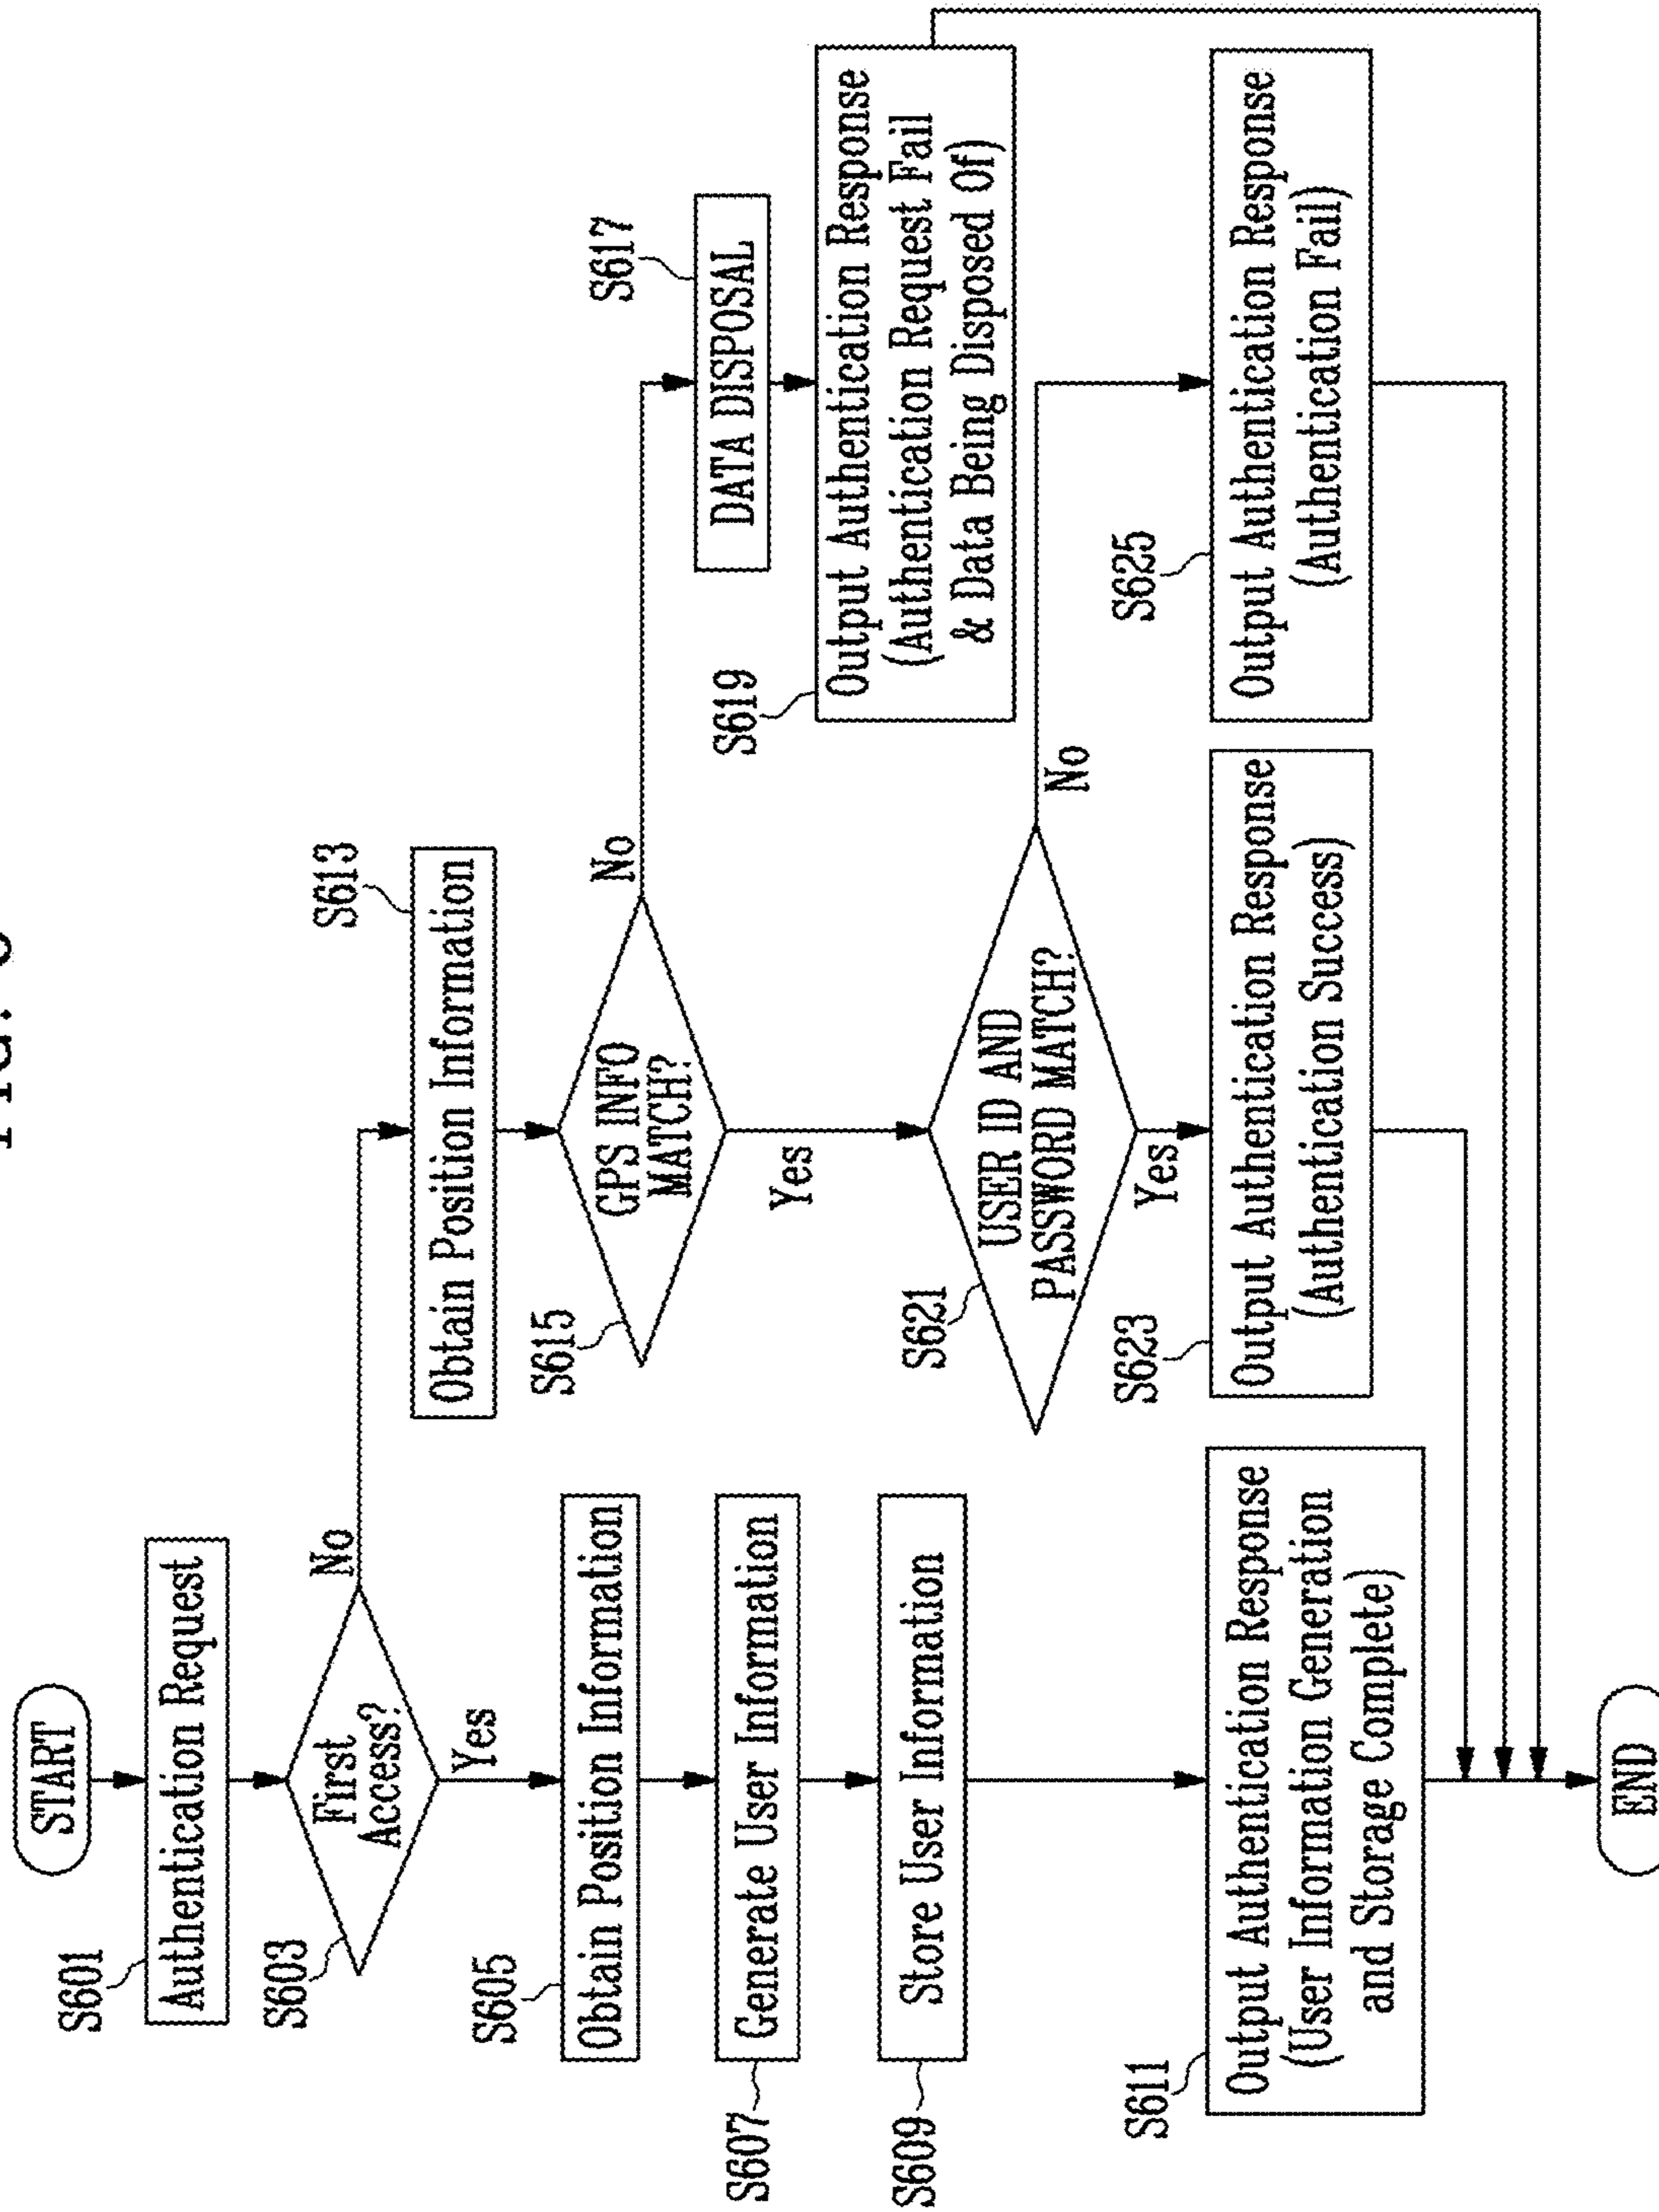 START
S601
Authentication Request
S603
First
Access?
No
Yes
S605
Obtain Position Information
S607
Generate User Information
S609
Store User Information
S611
Output Authentication Response
(User Information Generation
and Storage Complete)
S613
Obtain Position Information
S615
GPS INFO
MATCH?
No
Yes
S617
DATA DISPOSAL
S619
Output Authentication Response
(Authentication Request Fail
& Data Being Disposed Of)
S621
USER ID AND
PASSWORD MATCH?
No
Yes
S623
Output Authentication Response
(Authentication Success)
S625
Output Authentication Response
(Authentication Fail)
END